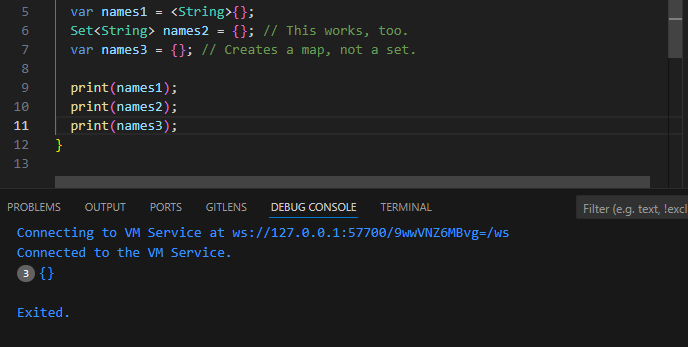 5 var names1 = <String>{};
6 Set<String> names2 = {}; // This works, too.
7 var names3 = {}; // Creates a map, not a set.
8
9 print(names1);
10 print(names2);
11 print(names3);
12 }
13
PROBLEMS OUTPUT PORTS GITLENS DEBUG CONSOLE TERMINAL Filter (e.g. text, !excl
Connecting to VM Service at ws://127.0.0.1:57700/9wwVNZ6MBvg=/ws
Connected to the VM Service.
3 {}
Exited.